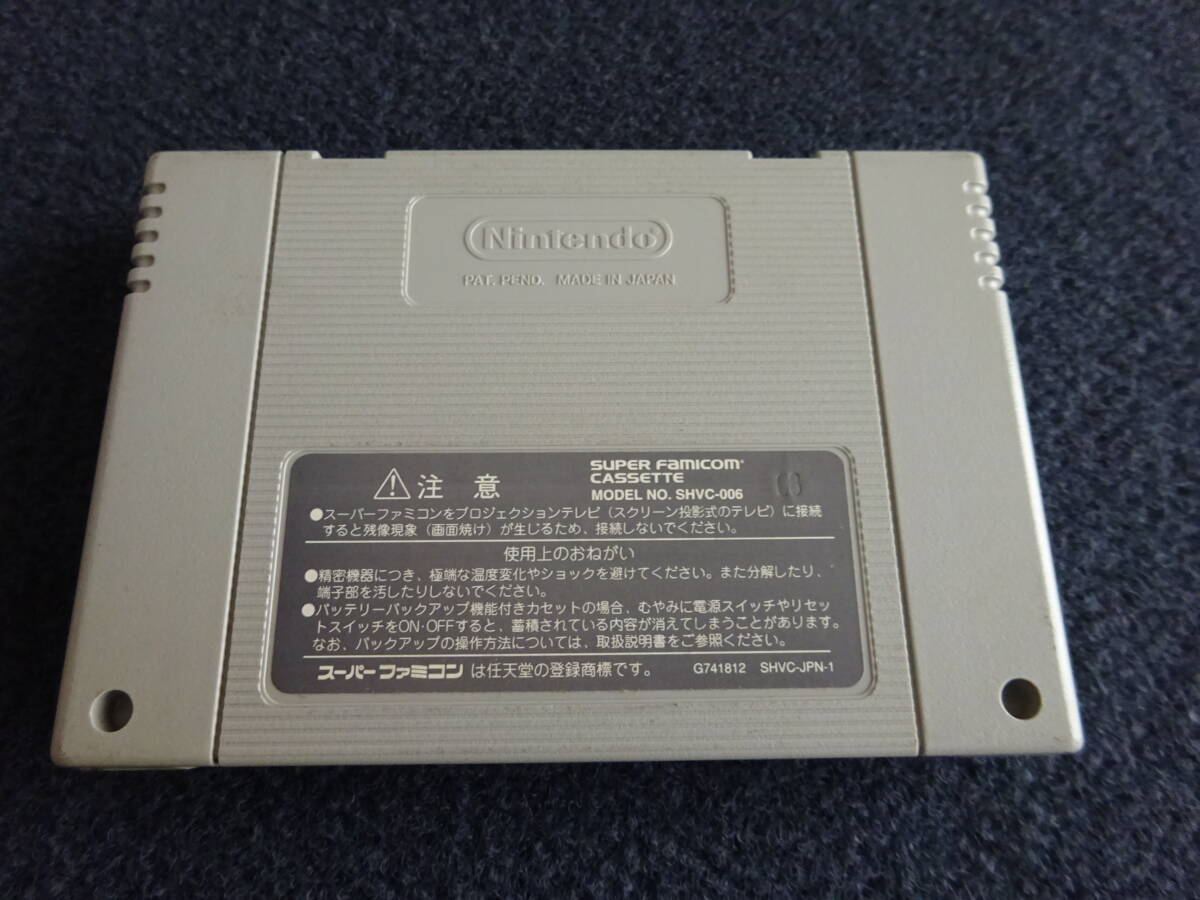 Nintendo®
PAT. PEND. MADE IN JAPAN
注意
SUPER FAMICOM®
CASSETTE
MODEL NO. SHVC-006
●スーパーファミコンをプロジェクションテレビ(スクリーン投影式のテレビ)に接続
すると残像現象(画面焼け)が生じるため、接続しないでください。
使用上のおねがい
●精密機器につき、極端な温度変化やショックを避けてください。また分解したり、
端子部を汚したりしないでください。
●バッテリーバックアップ機能付きカセットの場合、むやみに電源スイッチやリセッ
トスイッチをON・OFFすると、蓄積されている内容が消えてしまうことがあります。
なお、バックアップの操作方法については、取扱説明書をご参照ください。
スーパーファミコンは任天堂の登録商標です。 G741812 SHVC-JPN-1